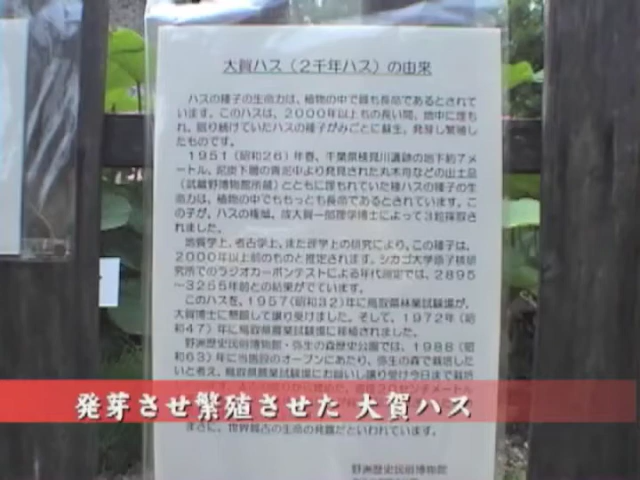 大賀ハス（2千年ハス）の由来
ハスの種子の生命力は、植物の中で最も長命であるとされて
います。このハスは、2000年以上もの長い間、地中に埋も
れ、眠り続けていたハスの種子がみごとに蘇生、発芽し繁殖し
たものです。
1951（昭和26）年春、千葉県検見川
の地下約7メ
ートル、泥炭下層の青泥中より発見された丸木舟などの出土品
（武蔵野博物館所蔵）とともに埋もれていた
ハスの種子の生
命力は、植物の中でももっとも長命であるとされています。こ
の子が、ハスの権威、故大賀一郎理学博士によって3粒採取さ
れました。
地質学上、考古学上、また理学上の研究により、この種子は、
2000年以上前のものと推定されます。シカゴ大学原子核研
究所でのラジオカーボンテストによる年代測定では、2895
〜3255年前との結果がでています。
このハスを、1957（昭和32）年に鳥取県林業試験場が、
大賀博士に懇願して譲り受けました。そして、1972年（昭
和47）年に鳥取県農業試験場に移植されました。
野洲歴史民俗博物館・弥生の森歴史公園では、1988（昭
和63）年に当施設のオープンにあたり、弥生の森で栽培した
いと考え、鳥取県農業試験場にお願いし譲り受け今日まで栽培
発芽させ繁殖させた 大賀ハス
まさに、世界最古の生命の発露だといわれています。
野洲歴史民俗博物館